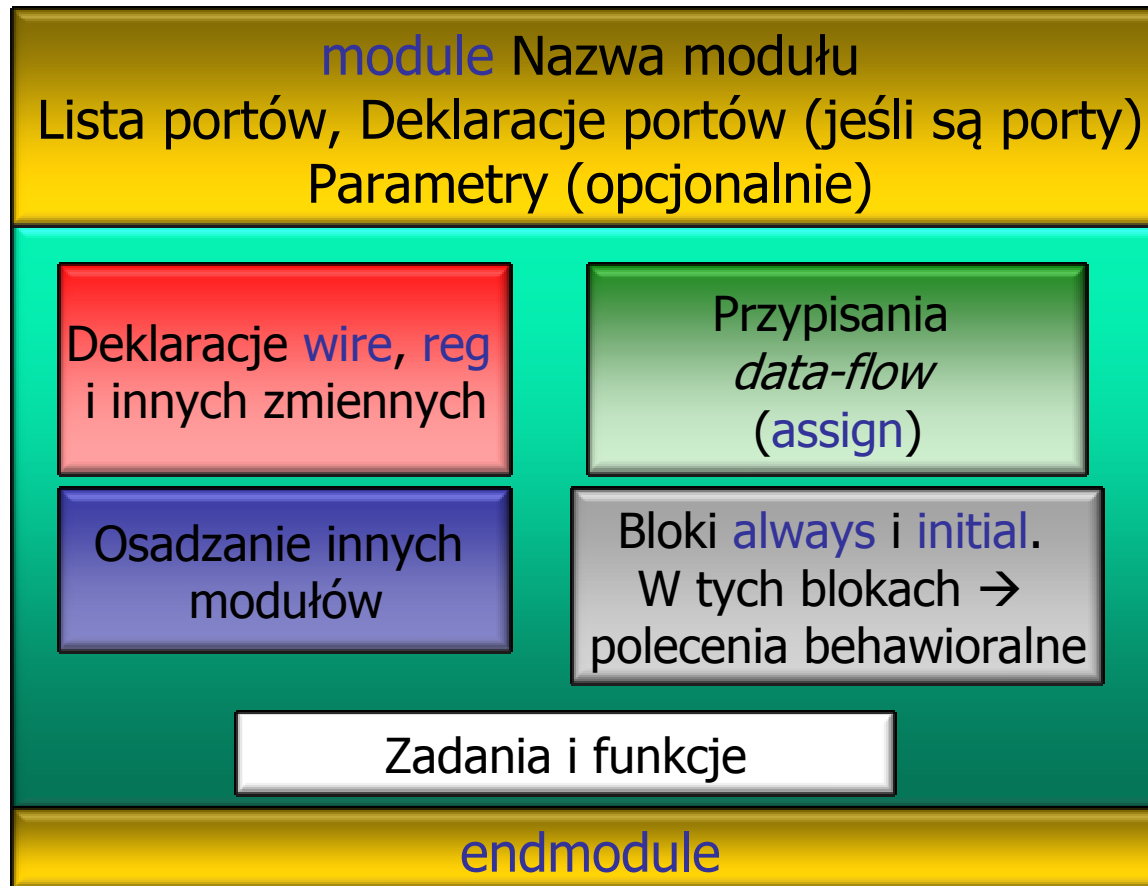 module Nazwa modułu
Lista portów, Deklaracje portów (jeśli są porty)
Parametry (opcjonalnie)
Deklaracje wire, reg
i innych zmiennych
Przypisania
data-flow
(assign)
Osadzanie innych
modułów
Bloki always i initial.
W tych blokach →
polecenia behawioralne
Zadania i funkcje
endmodule